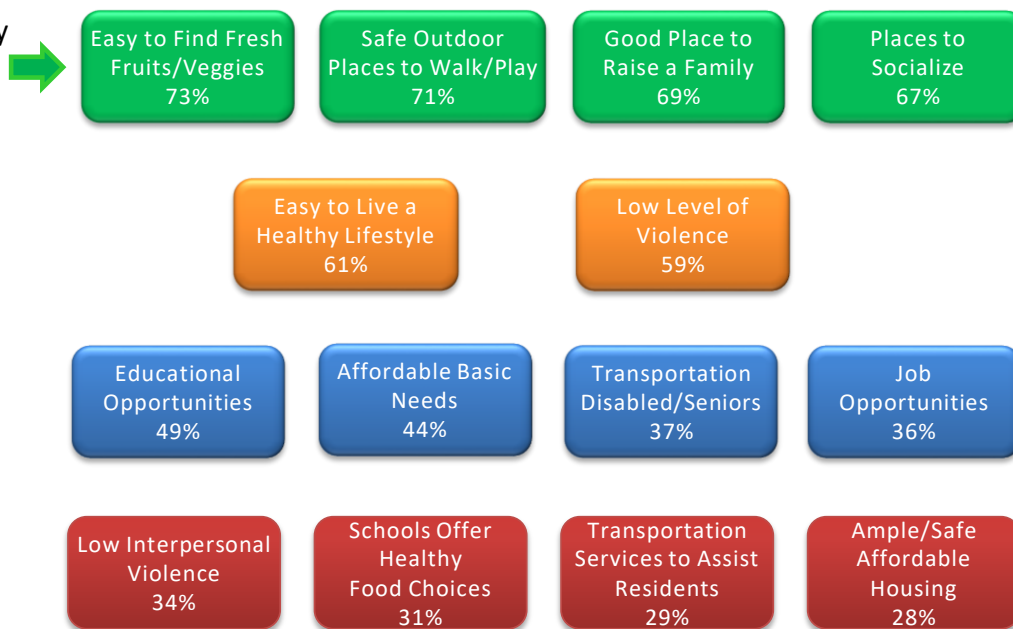 y
Easy to Find Fresh
Fruits/Veggies
73%
Safe Outdoor
Places to Walk/Play
71%
Good Place to
Raise a Family
69%
Places to
Socialize
67%
Easy to Live a
Healthy Lifestyle
61%
Low Level of
Violence
59%
Educational
Opportunities
49%
Affordable Basic
Needs
44%
Transportation
Disabled/Seniors
37%
Job
Opportunities
36%
Low Interpersonal
Violence
34%
Schools Offer
Healthy
Food Choices
31%
Transportation
Services to Assist
Residents
29%
Ample/Safe
Affordable
Housing
28%